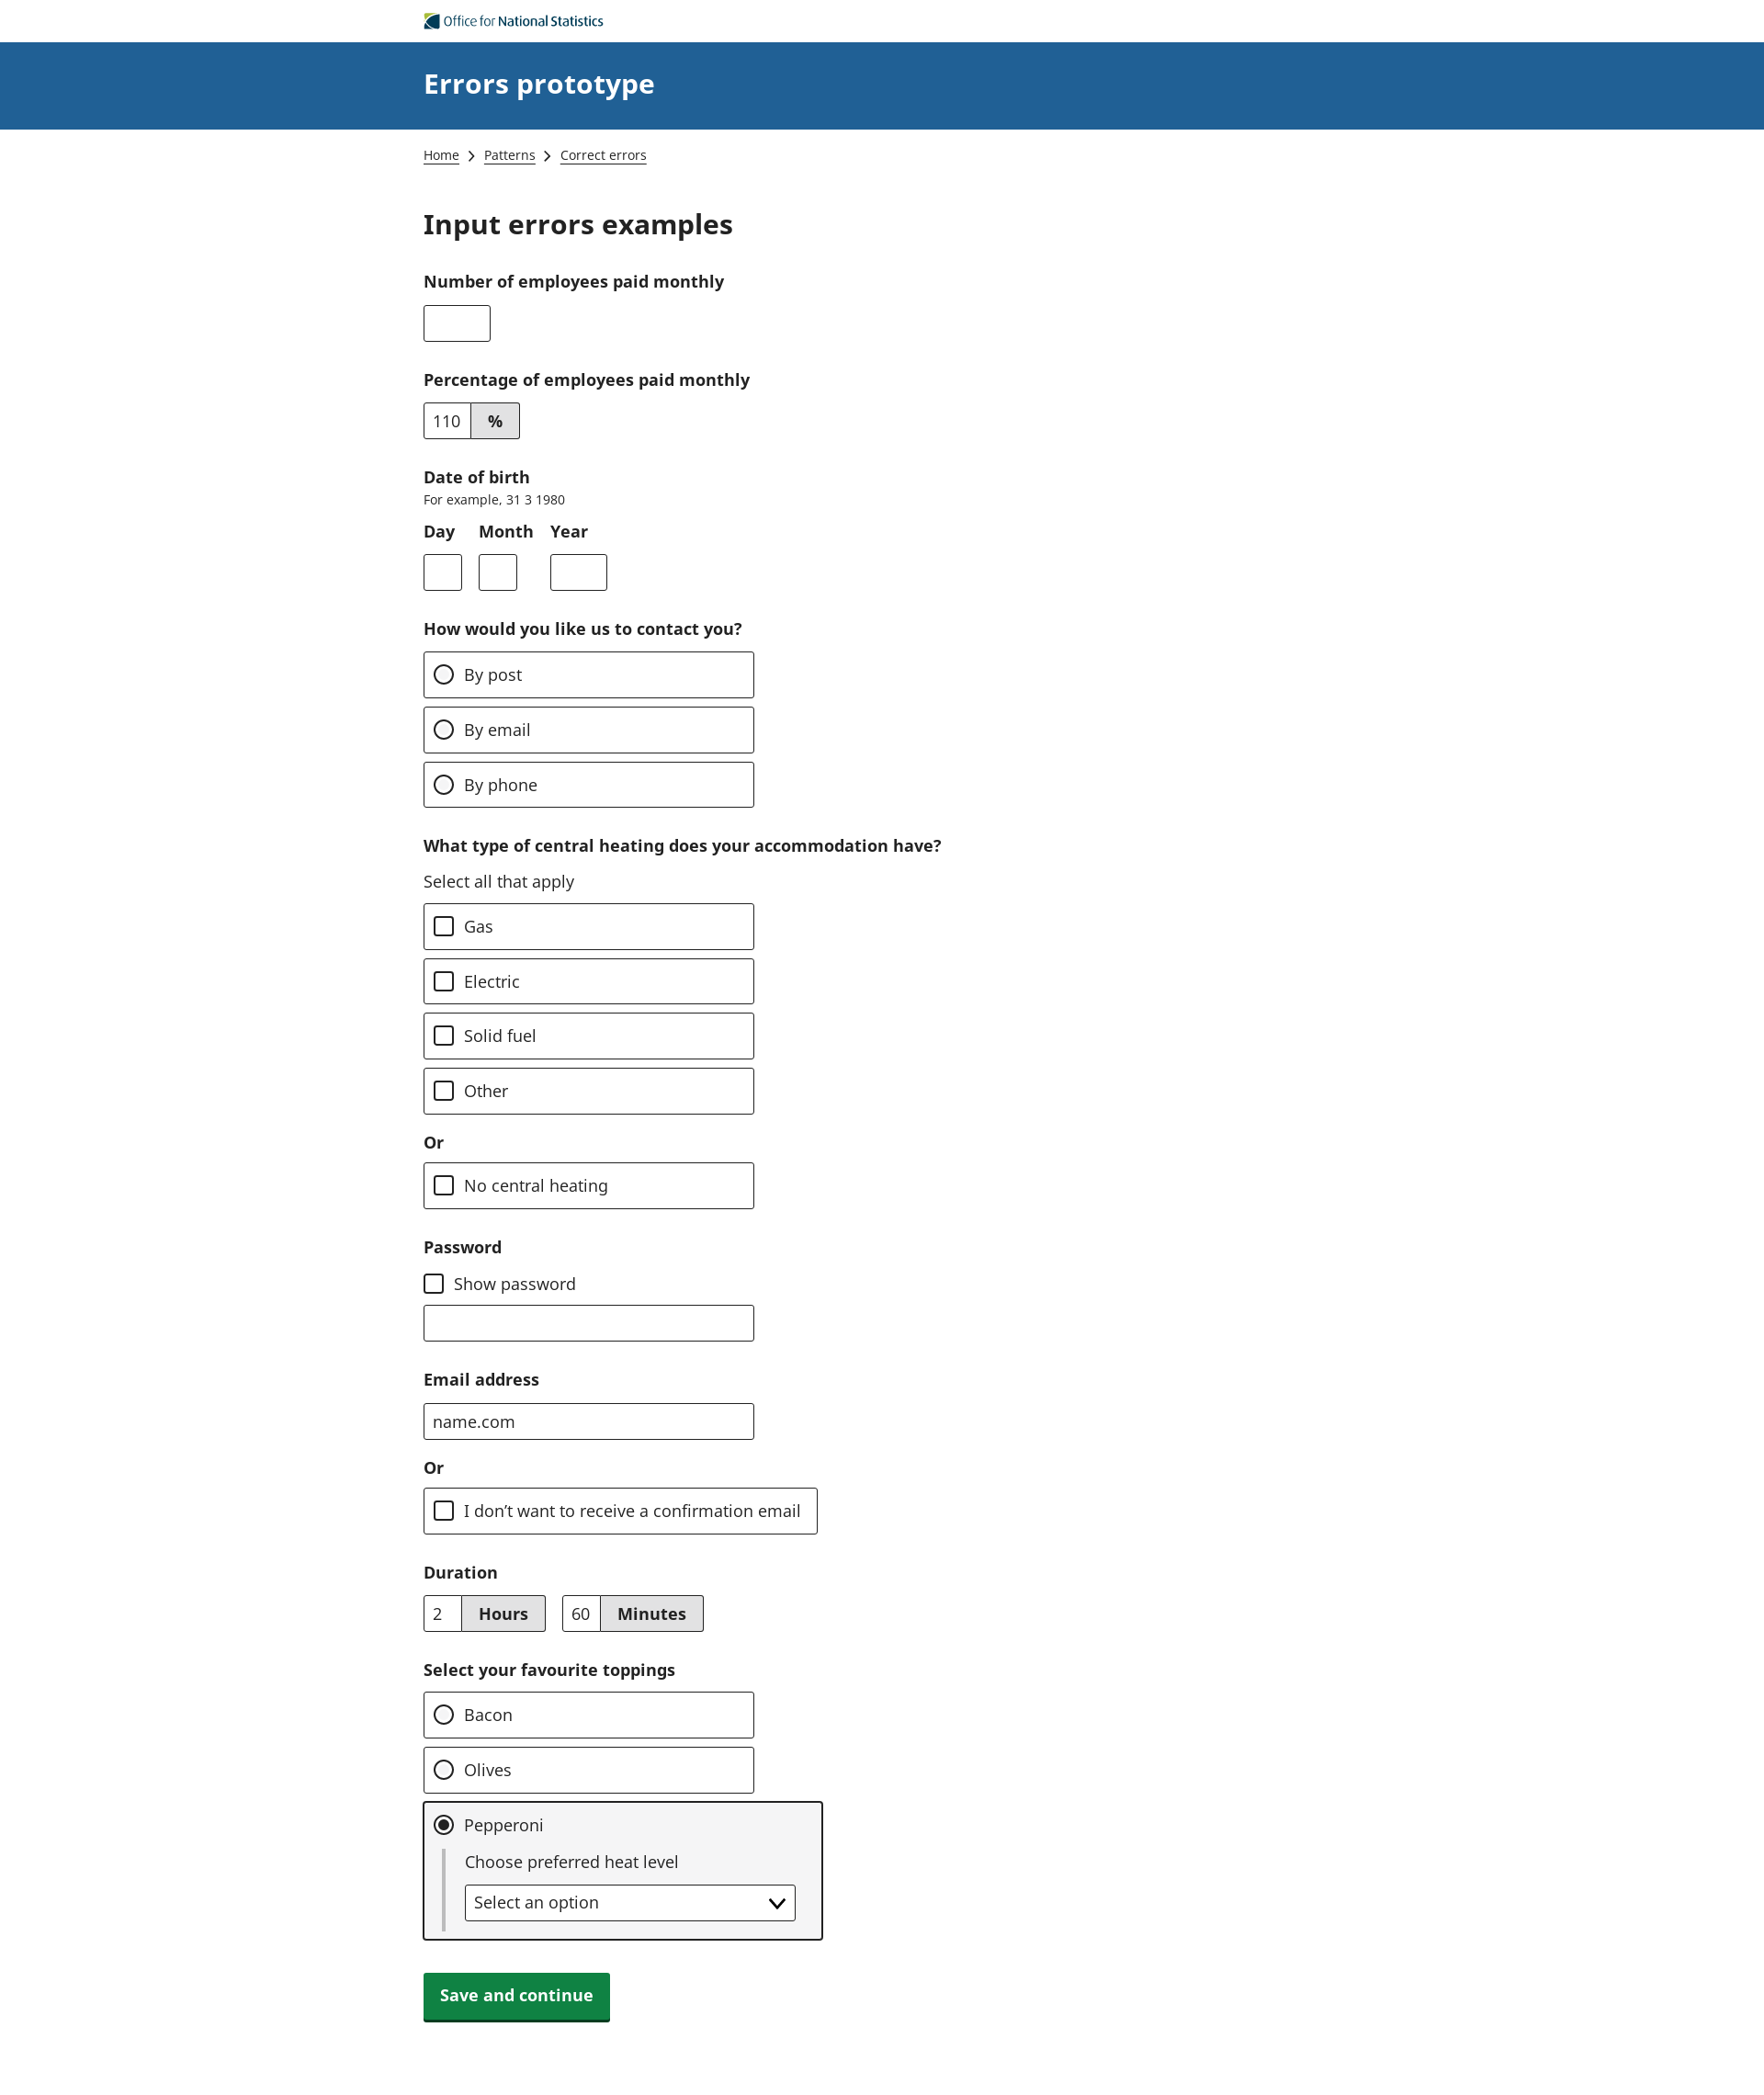 Office for National Statistics
Errors prototype
Home Patterns Correct errors
Input errors examples
Number of employees paid monthly
Percentage of employees paid monthly
110 %
Date of birth
For example, 31 3 1980
Day Month Year
How would you like us to contact you?
By post
By email
By phone
What type of central heating does your accommodation have?
Select all that apply
Gas
Electric
Solid fuel
Other
Or
No central heating
Password
Show password
Email address
name.com
Or
I don’t want to receive a confirmation email
Duration
2 Hours 60 Minutes
Select your favourite toppings
Bacon
Olives
Pepperoni
Choose preferred heat level
Select an option
Save and continue